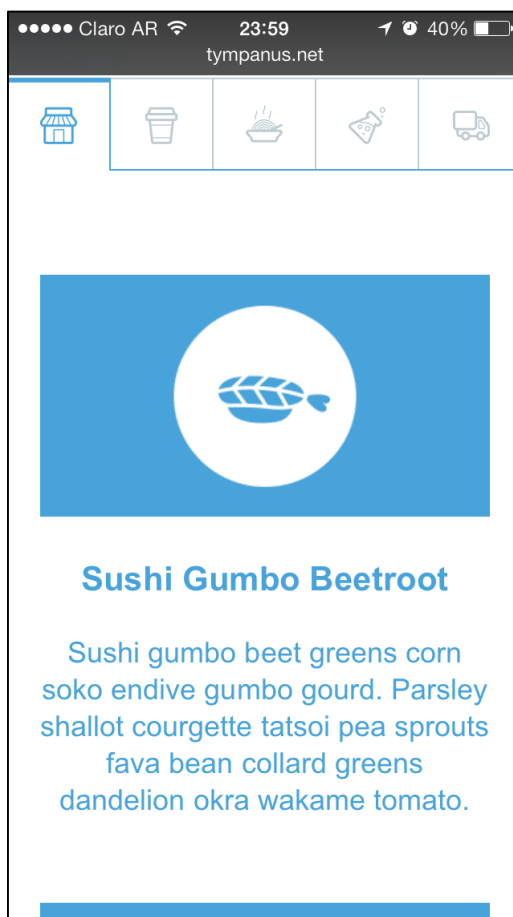 Claro AR 23:59 40%
tympanus.net
Sushi Gumbo Beetroot
Sushi gumbo beet greens corn
soko endive gumbo gourd. Parsley
shallot courgette tatsoi pea sprouts
fava bean collard greens
dandelion okra wakame tomato.